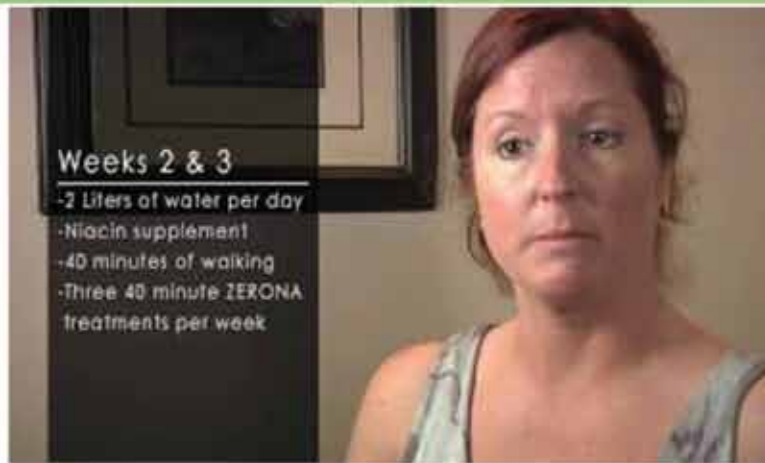 Weeks 2 & 3
-2 Liters of water per day
-Niacin supplement
-40 minutes of walking
-Three 40 minute ZERONA
treatments per week